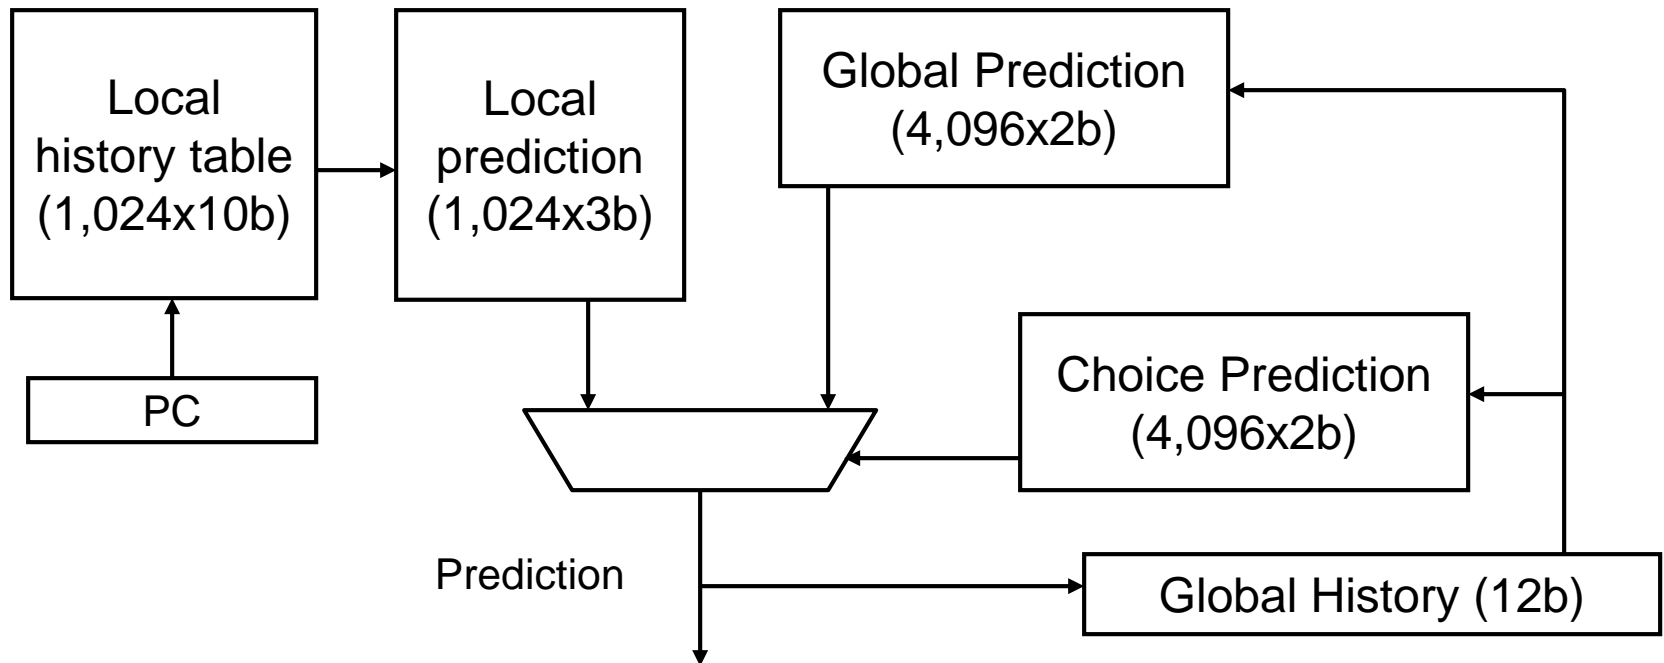 Local
history table
(1,024x10b)
Local
prediction
(1,024x3b)
Global Prediction
(4,096x2b)
PC
Choice Prediction
(4,096x2b)
Prediction
Global History (12b)